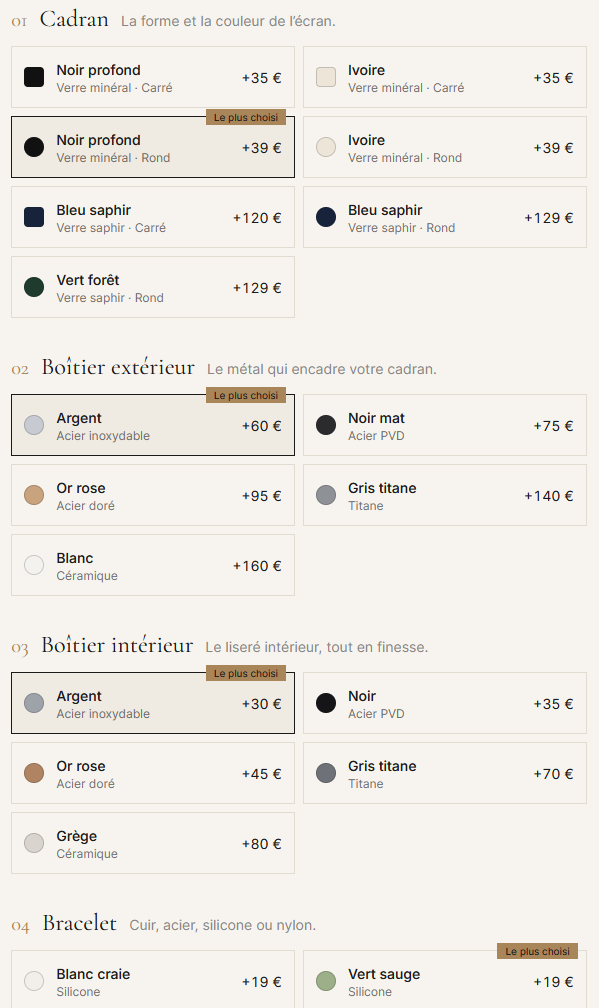 01 Cadran La forme et la couleur de l'écran.
Noir profond
Verre minéral · Carré
+35 €
Ivoire
Verre minéral · Carré
+35 €
Le plus choisi
Noir profond
Verre minéral · Rond
+39 €
Ivoire
Verre minéral · Rond
+39 €
Bleu saphir
Verre saphir · Carré
+120 €
Bleu saphir
Verre saphir · Rond
+129 €
Vert forêt
Verre saphir · Rond
+129 €
02 Boîtier extérieur Le métal qui encadre votre cadran.
Le plus choisi
Argent
Acier inoxydable
+60 €
Noir mat
Acier PVD
+75 €
Or rose
Acier doré
+95 €
Gris titane
Titane
+140 €
Blanc
Céramique
+160 €
03 Boîtier intérieur Le liseré intérieur, tout en finesse.
Le plus choisi
Argent
Acier inoxydable
+30 €
Noir
Acier PVD
+35 €
Or rose
Acier doré
+45 €
Gris titane
Titane
+70 €
Grège
Céramique
+80 €
04 Bracelet Cuir, acier, silicone ou nylon.
Blanc craie
Silicone
+19 €
Le plus choisi
Vert sauge
Silicone
+19 €